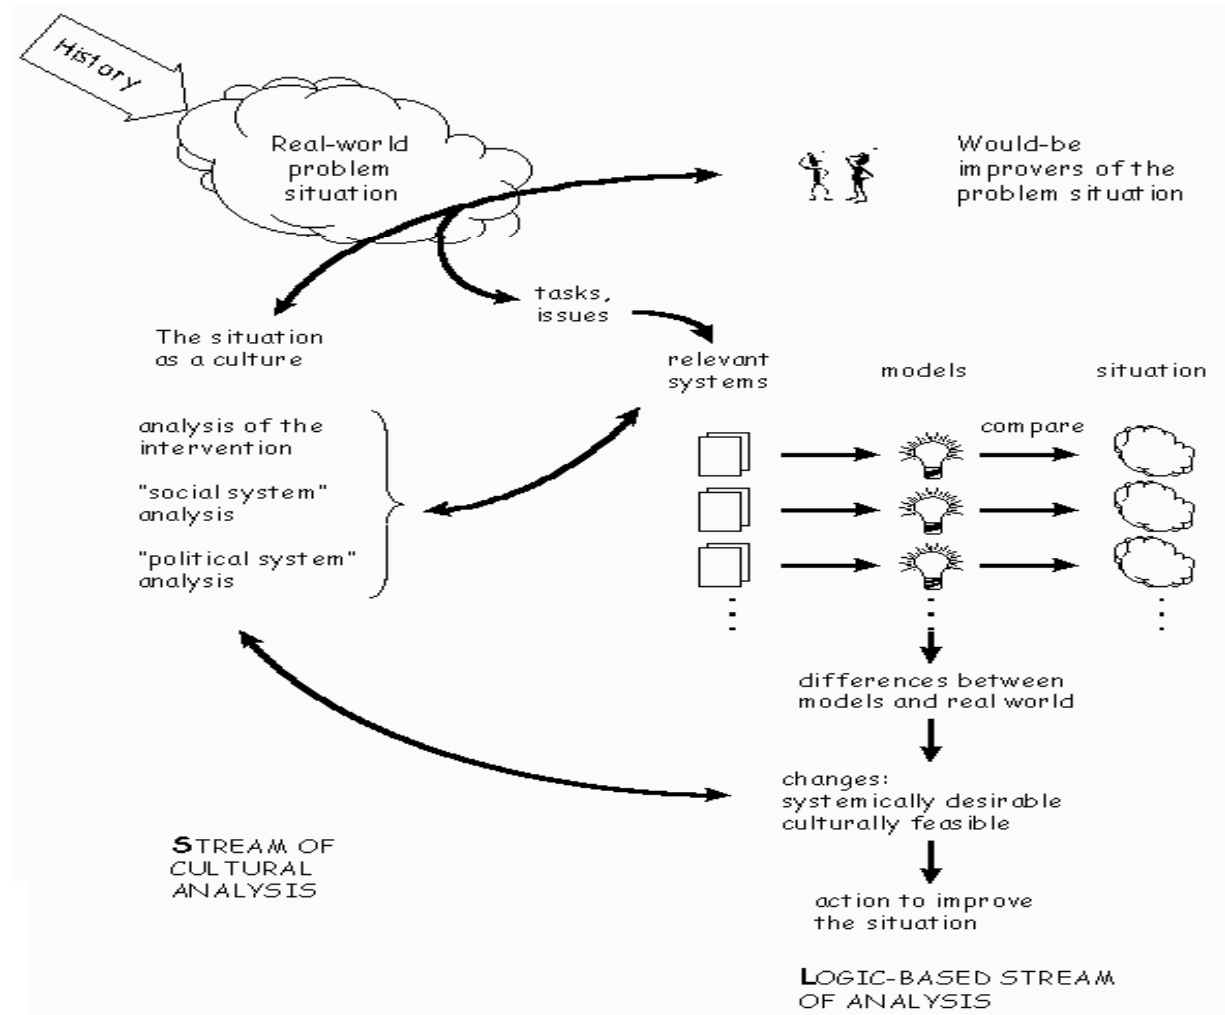 History
Real-world
problem
situation
Would-be
improvers of the
problem situation
tasks,
issues
The situation
as a culture
relevant
systems
models
situation
analysis of the
intervention
compare
"social system"
analysis
"political system"
analysis
differences between
models and real world
changes:
systemically desirable
culturally feasible
STREAM OF
CULTURAL
ANALYSIS
action to improve
the situation
LOGIC-BASED STREAM
OF ANALYSIS